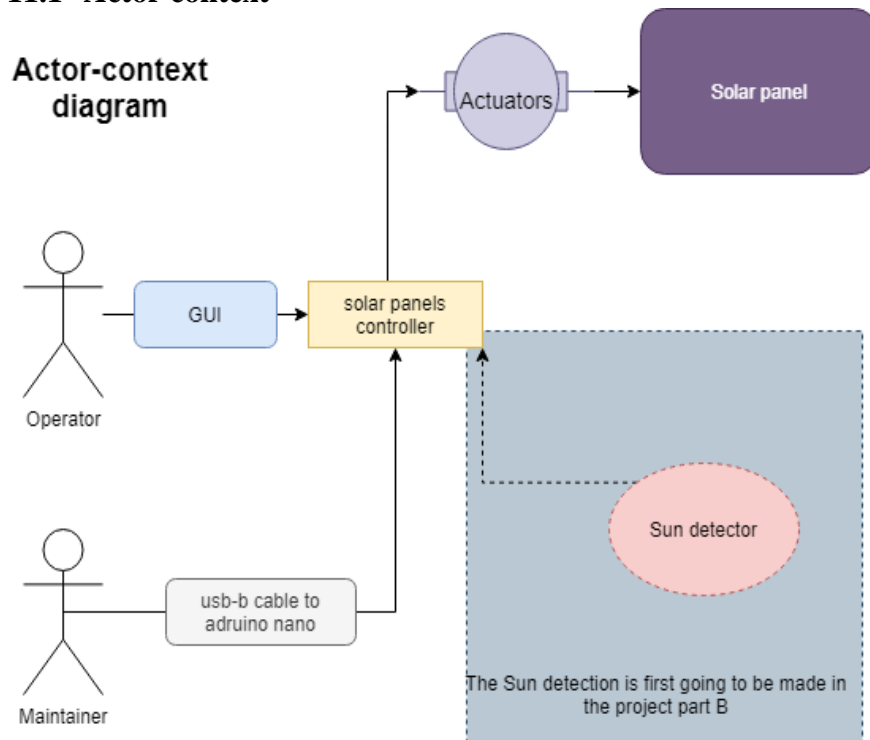 Actor-context
diagram
Actuators
Solar panel
GUI
solar panels
controller
Operator
Sun detector
usb-b cable to
adruino nano
The Sun detection is first going to be made in
the project part B
Maintainer